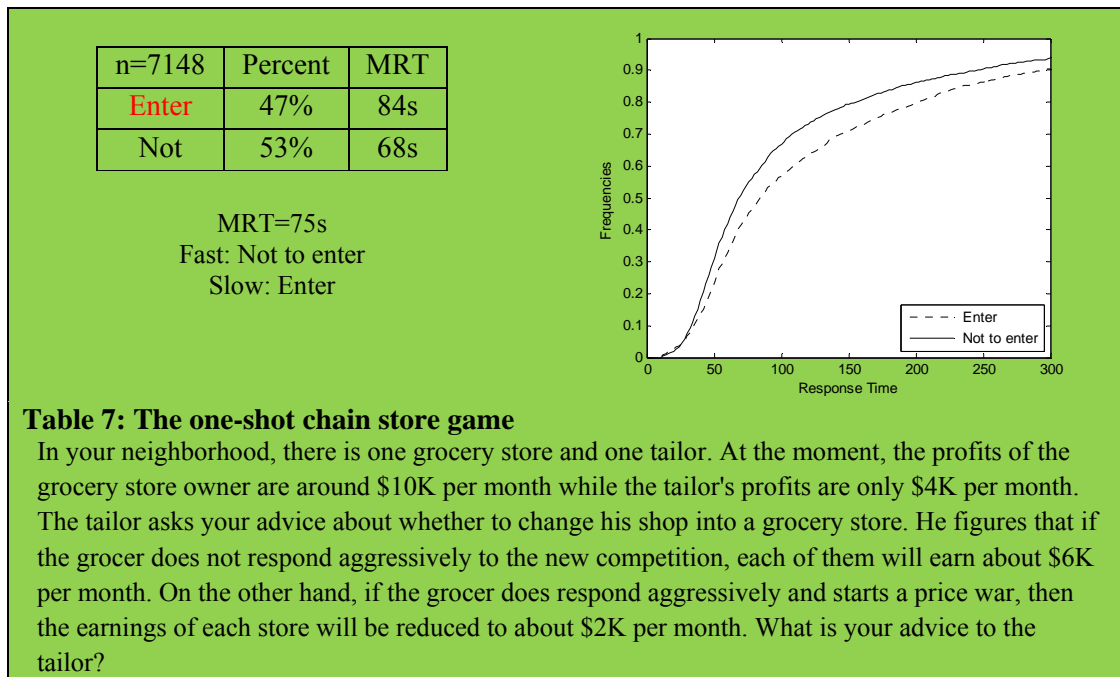 n=7148 Percent MRT
Enter 47% 84s
Not 53% 68s
MRT=75s
Fast: Not to enter
Slow: Enter
1
0.9
0.8
0.7
0.6
0.5
0.4
0.3
0.2
0.1
0
Frequencies
0 50 100 150 200 250 300
Response Time
Enter
Not to enter
Table 7: The one-shot chain store game
In your neighborhood, there is one grocery store and one tailor. At the moment, the profits of the
grocery store owner are around $10K per month while the tailor's profits are only $4K per month.
The tailor asks your advice about whether to change his shop into a grocery store. He figures that if
the grocer does not respond aggressively to the new competition, each of them will earn about $6K
per month. On the other hand, if the grocer does respond aggressively and starts a price war, then
the earnings of each store will be reduced to about $2K per month. What is your advice to the
tailor?